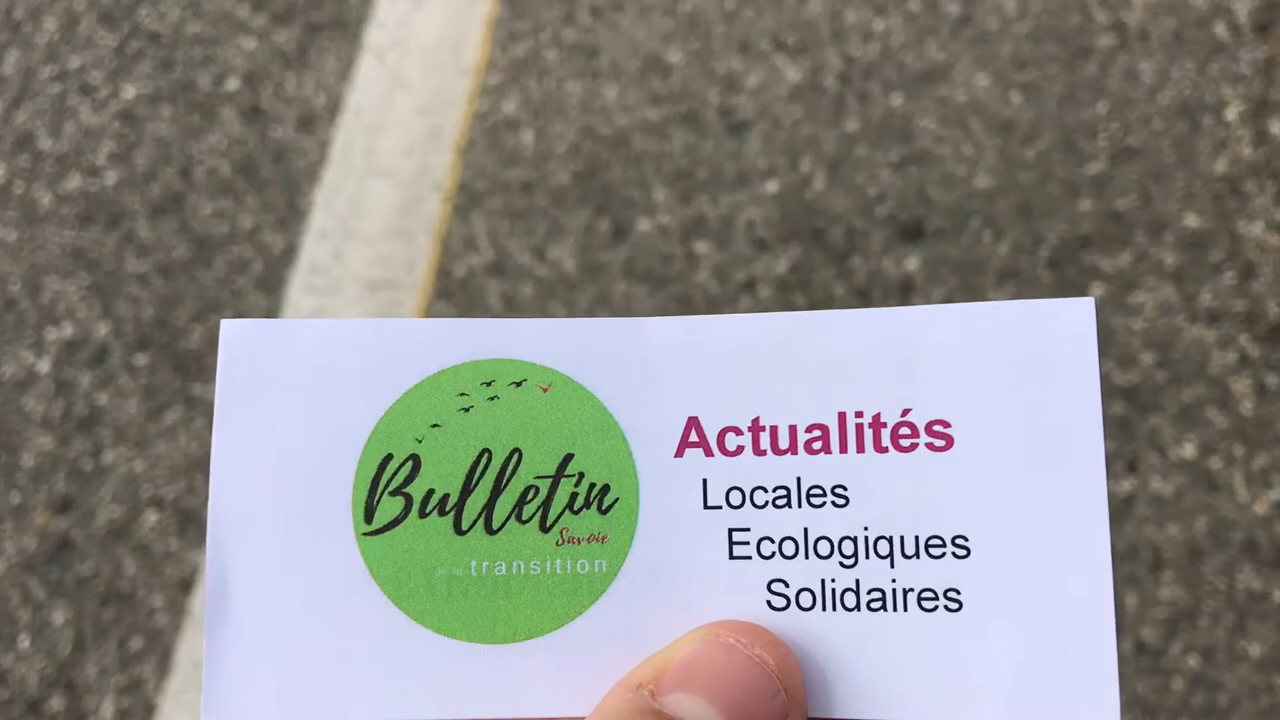 Bulletin
Savoie
de la transition
Actualités
Locales
Ecologiques
Solidaires